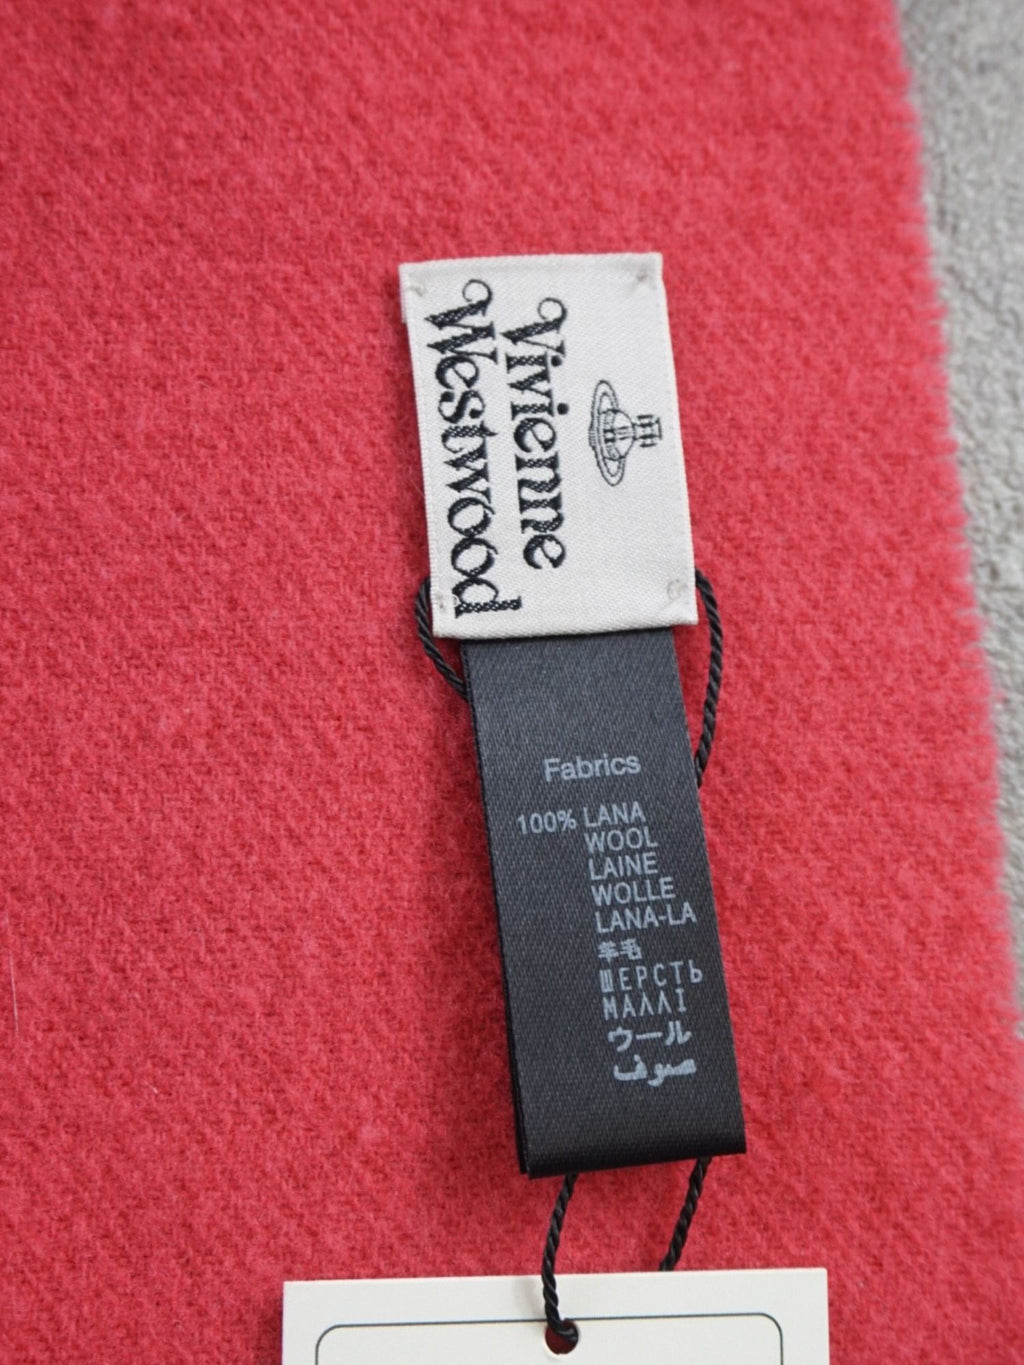 Vivienne
Westwood
Fabrics
100% LANA
WOOL
LAINE
WOLLE
LANA-LA
羊毛
ШЕРСТЬ
ΜΑΛΛΙ
ウール
صوف